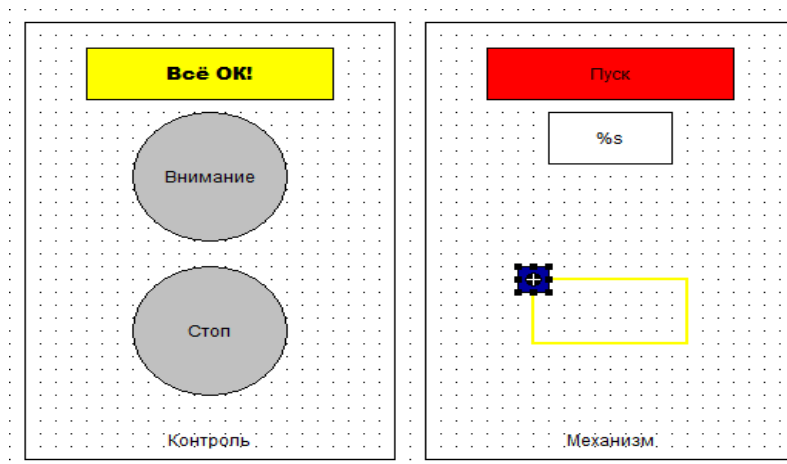 Всё ОК!
Внимание
Стоп
Контроль
Пуск
%s
Механизм